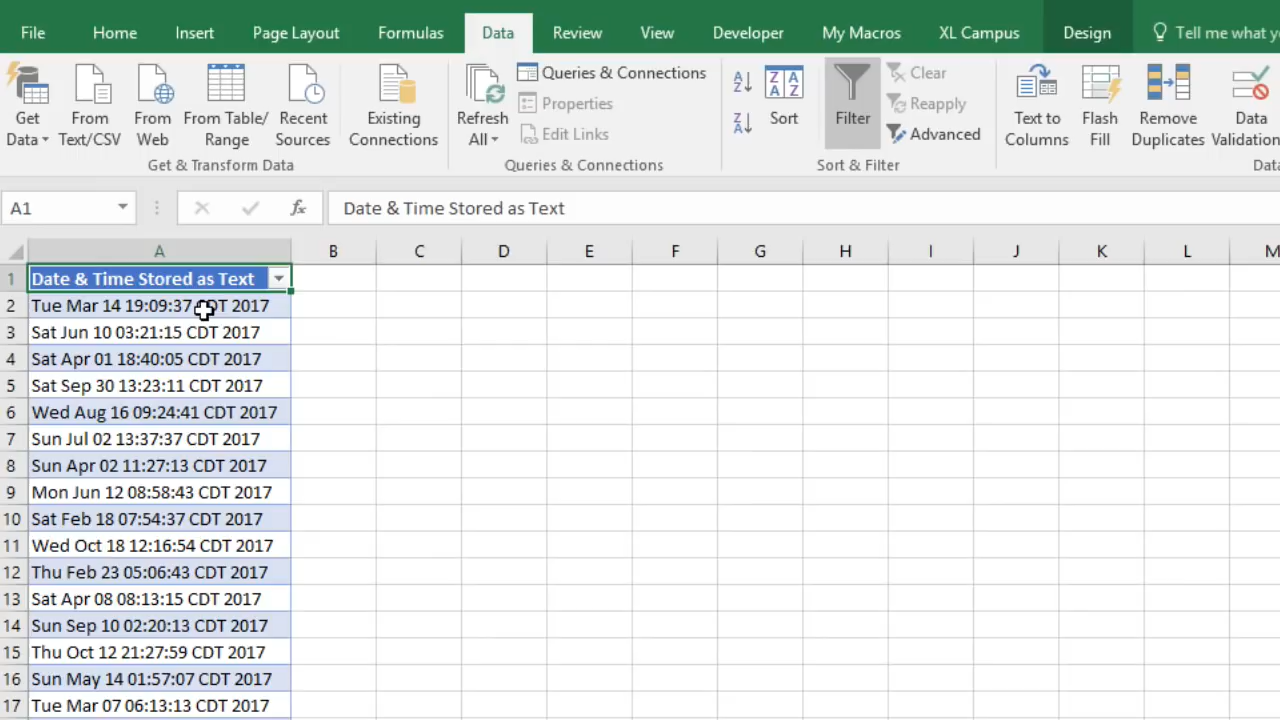 File Home Insert Page Layout Formulas Data Review View Developer My Macros XL Campus Design Tell me what
Get Data From Text/CSV From Web From Table/ Range Recent Sources Existing Connections Refresh All Queries & Connections Properties Edit Links Sort Filter Clear Reapply Advanced Text to Columns Flash Fill Remove Duplicates Data Validation
Get & Transform Data Queries & Connections Sort & Filter
A1 fx Date & Time Stored as Text
A B C D E F G H I J K L M
1 Date & Time Stored as Text
2 Tue Mar 14 19:09:37 CDT 2017
3 Sat Jun 10 03:21:15 CDT 2017
4 Sat Apr 01 18:40:05 CDT 2017
5 Sat Sep 30 13:23:11 CDT 2017
6 Wed Aug 16 09:24:41 CDT 2017
7 Sun Jul 02 13:37:37 CDT 2017
8 Sun Apr 02 11:27:13 CDT 2017
9 Mon Jun 12 08:58:43 CDT 2017
10 Sat Feb 18 07:54:37 CDT 2017
11 Wed Oct 18 12:16:54 CDT 2017
12 Thu Feb 23 05:06:43 CDT 2017
13 Sat Apr 08 08:13:15 CDT 2017
14 Sun Sep 10 02:20:13 CDT 2017
15 Thu Oct 12 21:27:59 CDT 2017
16 Sun May 14 01:57:07 CDT 2017
17 Tue Mar 07 06:13:13 CDT 2017